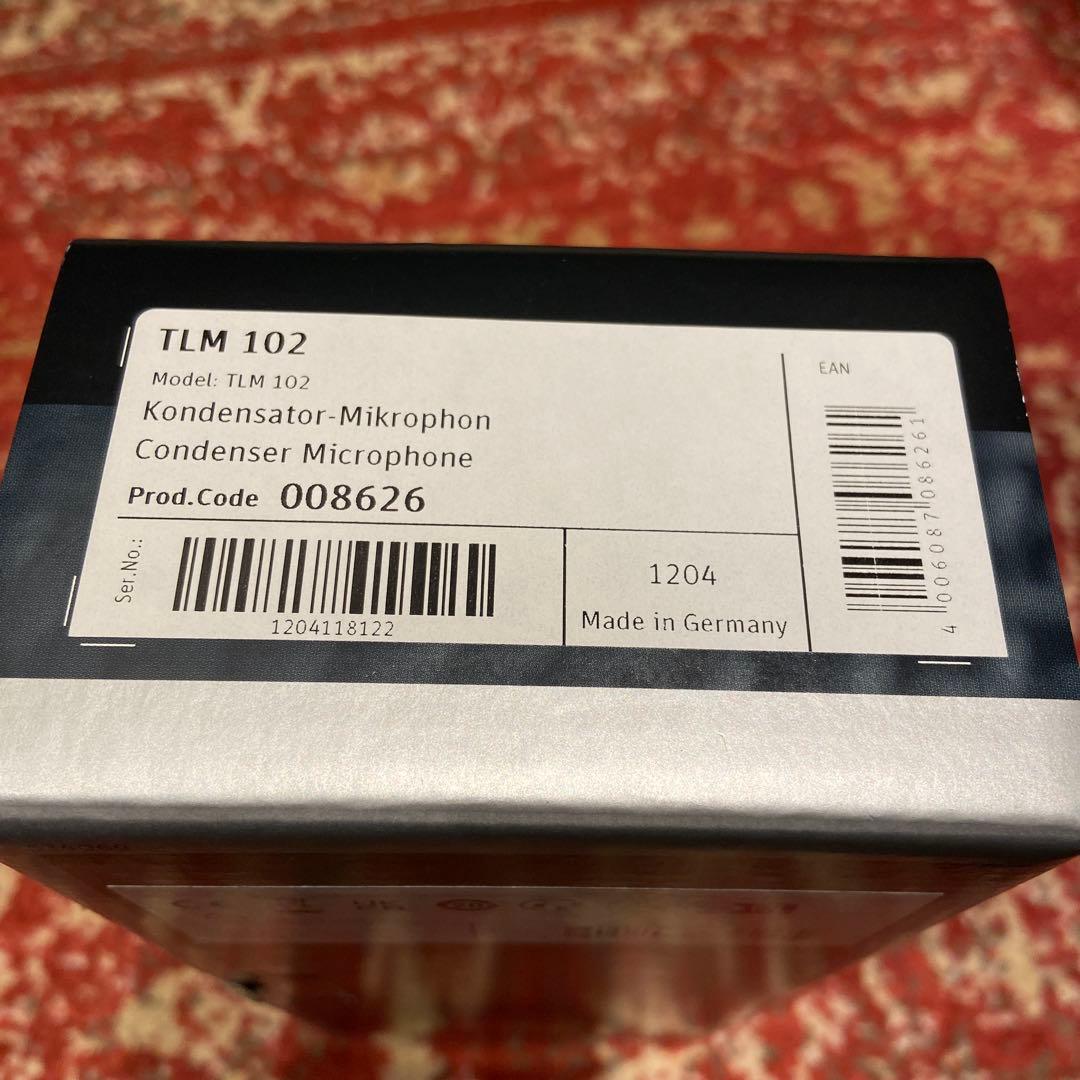 TLM 102
Model: TLM 102
Kondensator-Mikrophon
Condenser Microphone
Prod.Code 008626
Ser.No.:
1204118122
1204
Made in Germany
EAN
4 006087 086261